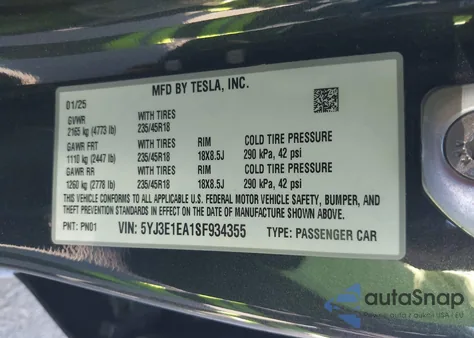 MFD BY TESLA, INC.
01/25
GVWR WITH TIRES
2165 kg (4773 lb) 235/45R18
GAWR FRT WITH TIRES RIM COLD TIRE PRESSURE
1110 kg (2447 lb) 235/45R18 18X8.5J 290 kPa, 42 psi
GAWR RR WITH TIRES RIM COLD TIRE PRESSURE
1260 kg (2778 lb) 235/45R18 18X8.5J 290 kPa, 42 psi
THIS VEHICLE CONFORMS TO ALL APPLICABLE U.S. FEDERAL MOTOR VEHICLE SAFETY, BUMPER, AND
THEFT PREVENTION STANDARDS IN EFFECT ON THE DATE OF MANUFACTURE SHOWN ABOVE.
PNT: PN01 VIN: 5YJ3E1EA1SF934355 TYPE: PASSENGER CAR
autoSnap